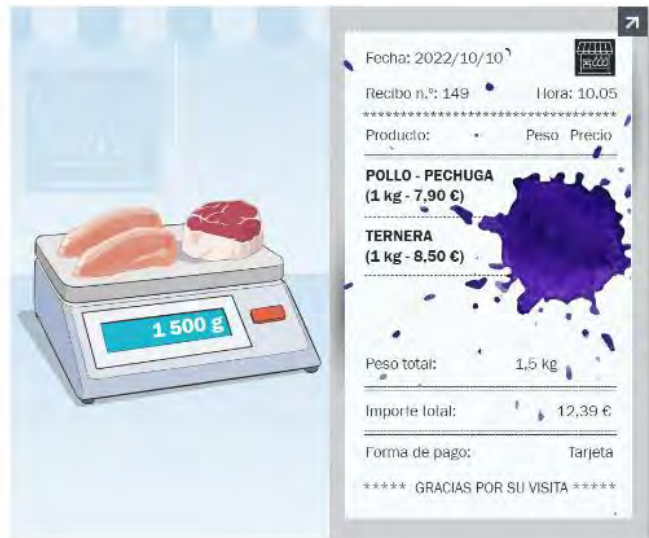 1 500 g
Fecha: 2022/10/10
Recibo n.º: 149 Hora: 10.05
************************************
Producto: Peso Precio
POLLO - PECHUGA
(1 kg - 7,90 €)
TERNERA
(1 kg - 8,50 €)
Peso total: 1,5 kg
Importe total: 12,39 €
Forma de pago: Tarjeta
***** GRACIAS POR SU VISITA *****